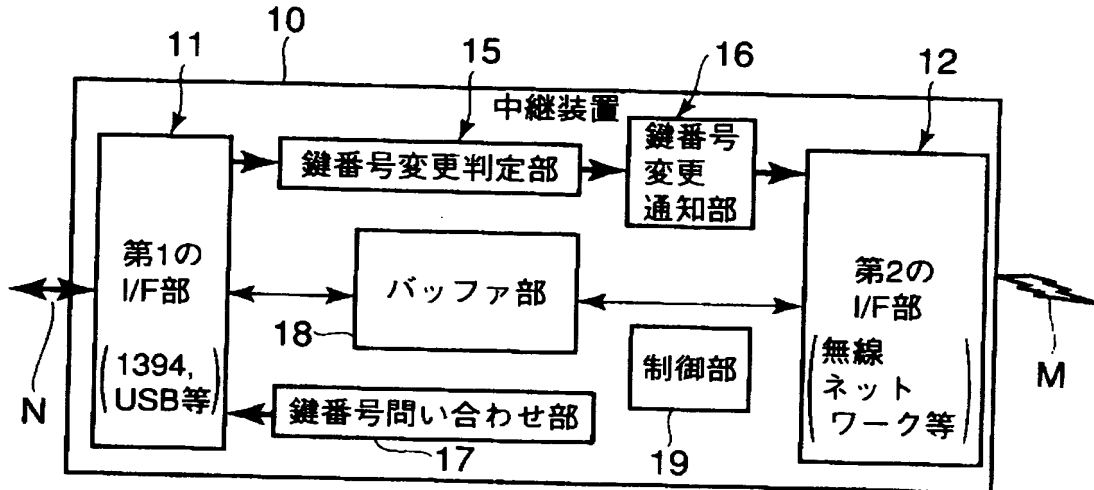 10
11
15
16
12
中継装置
鍵番号変更判定部
鍵番号
変更
通知部
第1の
I/F部
(1394,
USB等)
バッファ部
18
第2の
I/F部
(無線
ネット
ワーク等)
制御部
19
鍵番号問い合わせ部
17
N
M